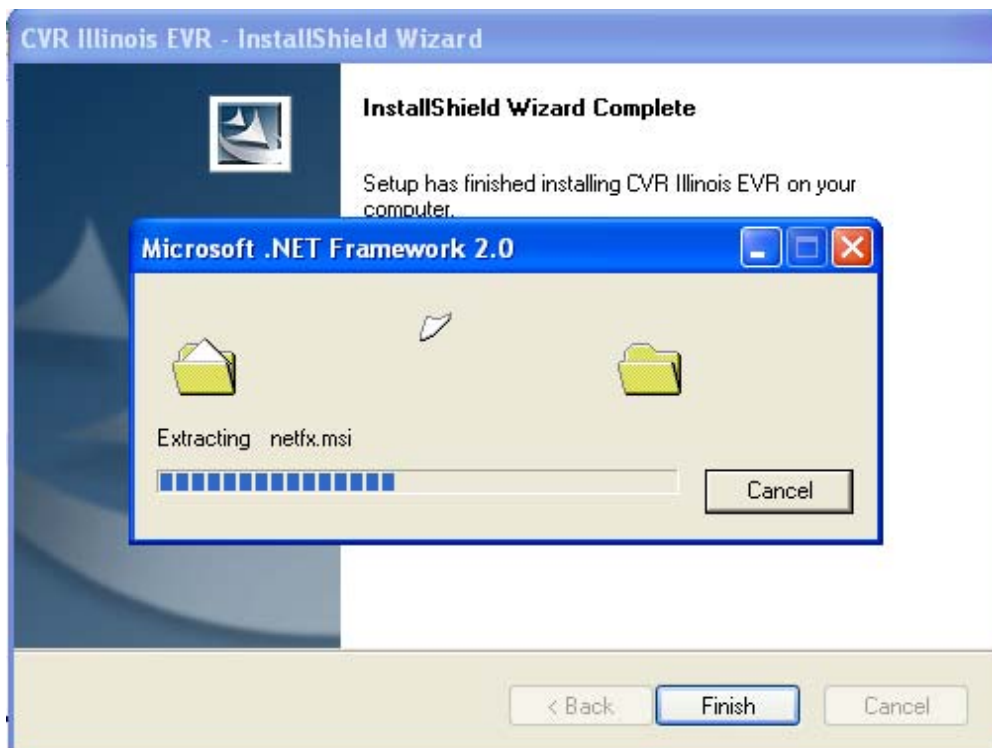 CVR Illinois EVR - InstallShield Wizard
InstallShield Wizard Complete
Setup has finished installing CVR Illinois EVR on your
computer.
Microsoft .NET Framework 2.0
Extracting netfx.msi
Cancel
< Back
Finish
Cancel